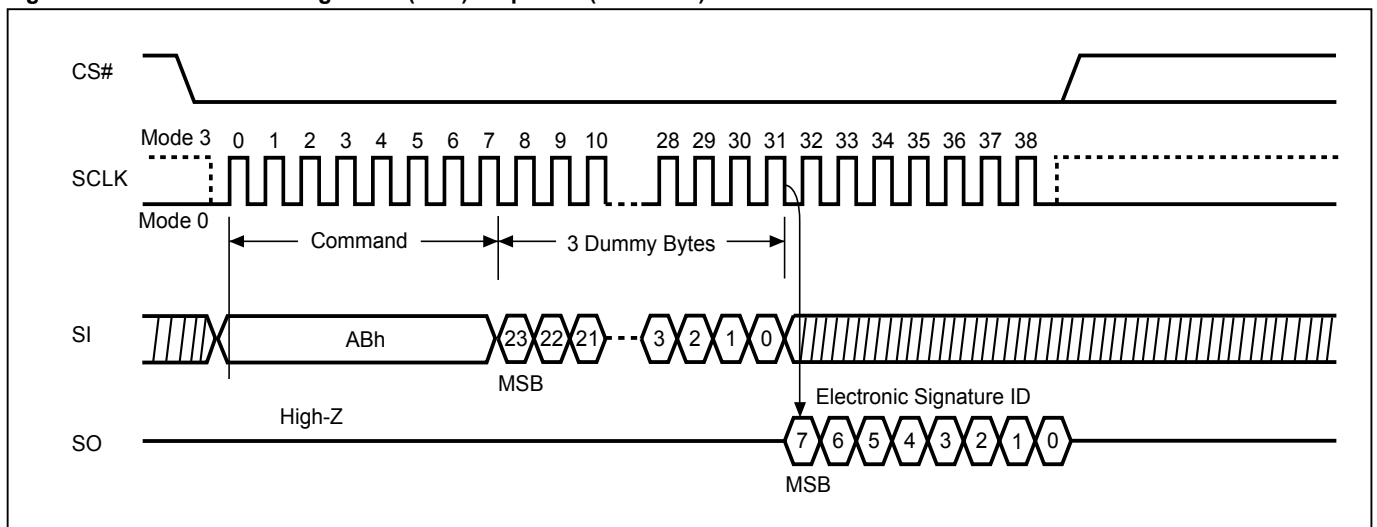 CS#
Mode 3
0 1 2 3 4 5 6 7 8 9 10 28 29 30 31 32 33 34 35 36 37 38
SCLK
Mode 0
Command
3 Dummy Bytes
SI
ABh
23 22 21 3 2 1 0
MSB
Electronic Signature ID
High-Z
SO
7 6 5 4 3 2 1 0
MSB